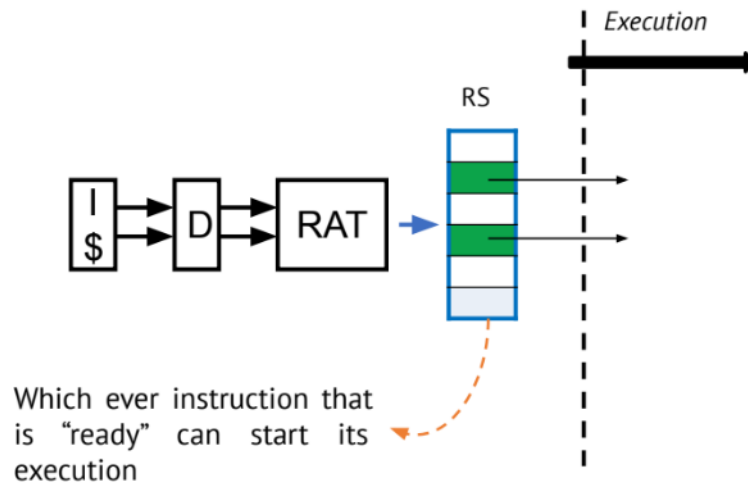 Execution
RS
I
$
D
RAT
Which ever instruction that
is “ready” can start its
execution